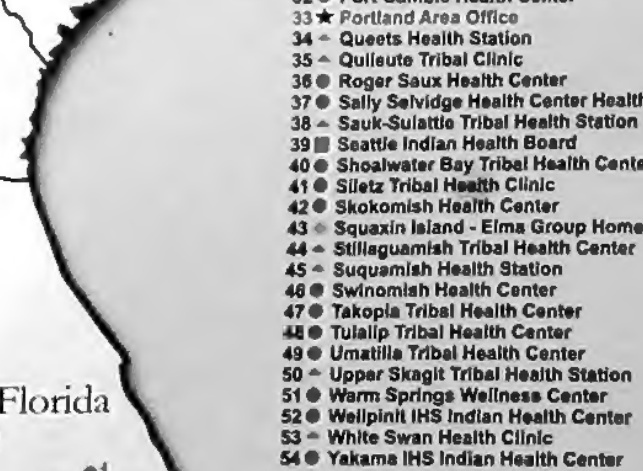 33 ★ Portland Area Office
34 Queets Health Station
35 Quileute Tribal Clinic
36 ● Roger Saux Health Center
37 ● Sally Selvidge Health Center Health
38 Sauk-Suiattle Tribal Health Station
39 ■ Seattle Indian Health Board
40 ● Shoalwater Bay Tribal Health Cente
41 ● Siletz Tribal Health Clinic
42 ● Skokomish Health Center
43 Squaxin Island - Elma Group Home
44 Stillaguamish Tribal Health Center
45 Suquamish Health Station
46 ● Swinomish Health Center
47 ● Takopia Tribal Health Center
48 ● Tulalip Tribal Health Center
49 ● Umatilla Tribal Health Center
50 Upper Skagit Tribal Health Station
51 ● Warm Springs Wellness Center
52 ● Wellpinit IHS Indian Health Center
53 White Swan Health Clinic
54 ● Yakama IHS Indian Health Center
Florida